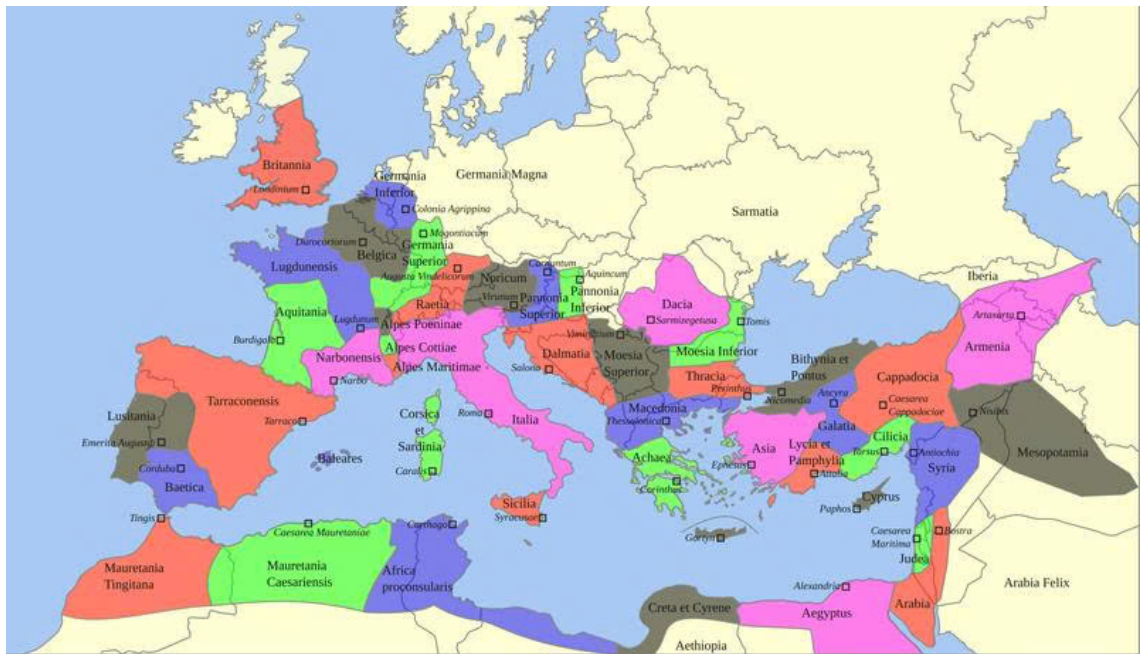 Britannia
Londinium
Germania
Inferior
Germania Magna
Colonia Agrippina
Sarmatia
Mogontiacum
Durocortorum
Belgica
Germania
Superior
Lugdunensis
Augusta Vindelicorum
Noricum
Carnuntum
Aquincum
Iberia
Aquitania
Raetia
Virunum
Pannonia
Superior
Pannonia
Inferior
Dacia
Sarmizegetusa
Tomis
Artaxarta
Armenia
Lugdunum
Alpes Poeninae
Burdigala
Alpes Cottiae
Narbonensis
Alpes Maritimae
Dalmatia
Salona
Viminacium
Moesia
Superior
Moesia Inferior
Bithynia et
Pontus
Thracia
Perinthus
Nicomedia
Ancyra
Cappadocia
Caesarea
Cappadociae
Narbo
Tarraconensis
Tarraco
Lusitania
Emerita Augusta
Corsica
et
Sardinia
Caralis
Roma
Italia
Macedonia
Thessalonica
Galatia
Nisibis
Mesopotamia
Asia
Ephesus
Lycia et
Pamphylia
Attalia
Cilicia
Tarsus
Antiochia
Syria
Corduba
Baetica
Baleares
Achaea
Corinthus
Sicilia
Syracusae
Cyprus
Paphos
Tingis
Caesarea Mauretaniae
Carthago
Gortyn
Caesarea
Maritima
Bostra
Judea
Mauretania
Tingitana
Mauretania
Caesariensis
Africa
proconsularis
Alexandria
Arabia Felix
Creta et Cyrene
Aegyptus
Arabia
Aethiopia